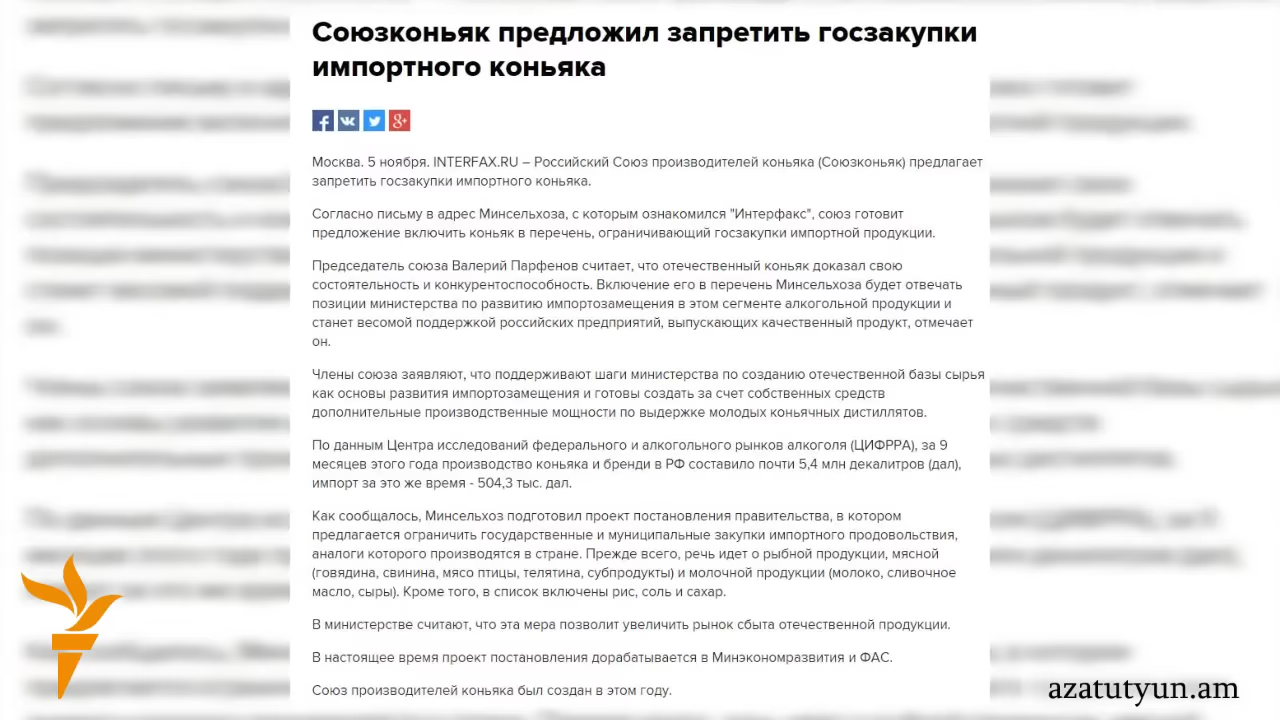 Союзконьяк предложил запретить госзакупки
импортного коньяка
Москва. 5 ноября. INTERFAX.RU – Российский Союз производителей коньяка (Союзконьяк) предлагает
запретить госзакупки импортного коньяка.
Согласно письму в адрес Минсельхоза, с которым ознакомился "Интерфакс", союз готовит
предложение включить коньяк в перечень, ограничивающий госзакупки импортной продукции.
Председатель союза Валерий Парфенов считает, что отечественный коньяк доказал свою
состоятельность и конкурентоспособность. Включение его в перечень Минсельхоза будет отвечать
позиции министерства по развитию импортозамещения в этом сегменте алкогольной продукции и
станет весомой поддержкой российских предприятий, выпускающих качественный продукт, отмечает
он.
Члены союза заявляют, что поддерживают шаги министерства по созданию отечественной базы сырья
как основы развития импортозамещения и готовы создать за счет собственных средств
дополнительные производственные мощности по выдержке молодых коньячных дистиллятов.
По данным Центра исследований федерального и алкогольного рынков алкоголя (ЦИФРРА), за 9
месяцев этого года производство коньяка и бренди в РФ составило почти 5,4 млн декалитров (дал),
импорт за это же время - 504,3 тыс. дал.
Как сообщалось, Минсельхоз подготовил проект постановления правительства, в котором
предлагается ограничить государственные и муниципальные закупки импортного продовольствия,
аналоги которого производятся в стране. Прежде всего, речь идет о рыбной продукции, мясной
(говядина, свинина, мясо птицы, телятина, субпродукты) и молочной продукции (молоко, сливочное
масло, сыры). Кроме того, в список включены рис, соль и сахар.
В министерстве считают, что эта мера позволит увеличить рынок сбыта отечественной продукции.
В настоящее время проект постановления дорабатывается в Минэкономразвития и ФАС.
Союз производителей коньяка был создан в этом году.
azatutyun.am